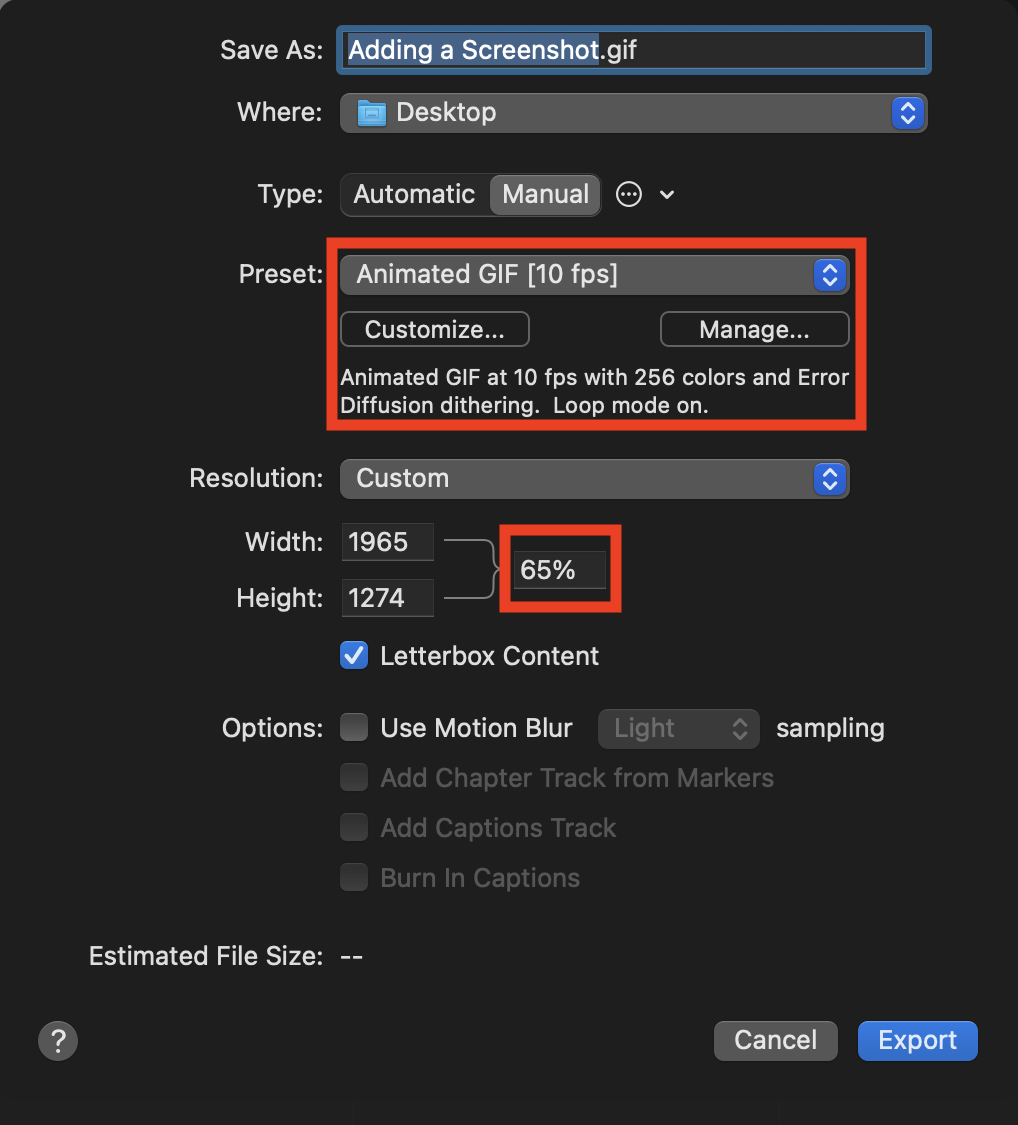 Save As: Adding a Screenshot.gif
Where: Desktop
Type: Automatic Manual
Preset: Animated GIF [10 fps]
Customize... Manage...
Animated GIF at 10 fps with 256 colors and Error
Diffusion dithering.  Loop mode on.
Resolution: Custom
Width: 1965
65%
Height: 1274
Letterbox Content
Options: Use Motion Blur Light sampling
Add Chapter Track from Markers
Add Captions Track
Burn In Captions
Estimated File Size: --
? Cancel Export